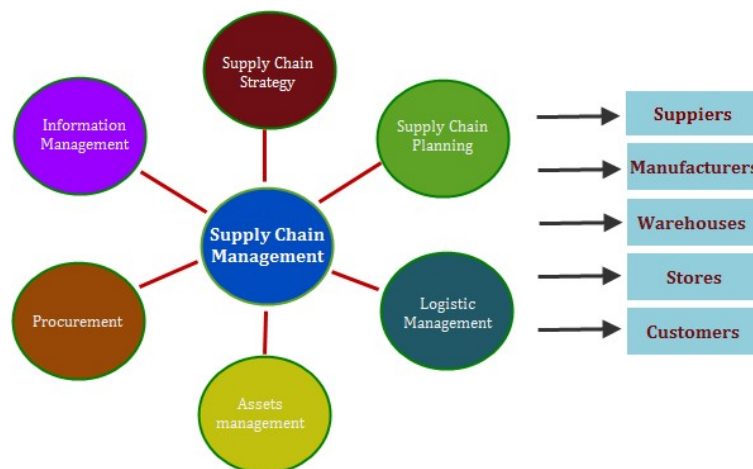 Supply Chain
Strategy
Information
Management
Supply Chain
Planning
Supply Chain
Management
Procurement
Logistic
Management
Assets
management
Suppiers
Manufacturers
Warehouses
Stores
Customers